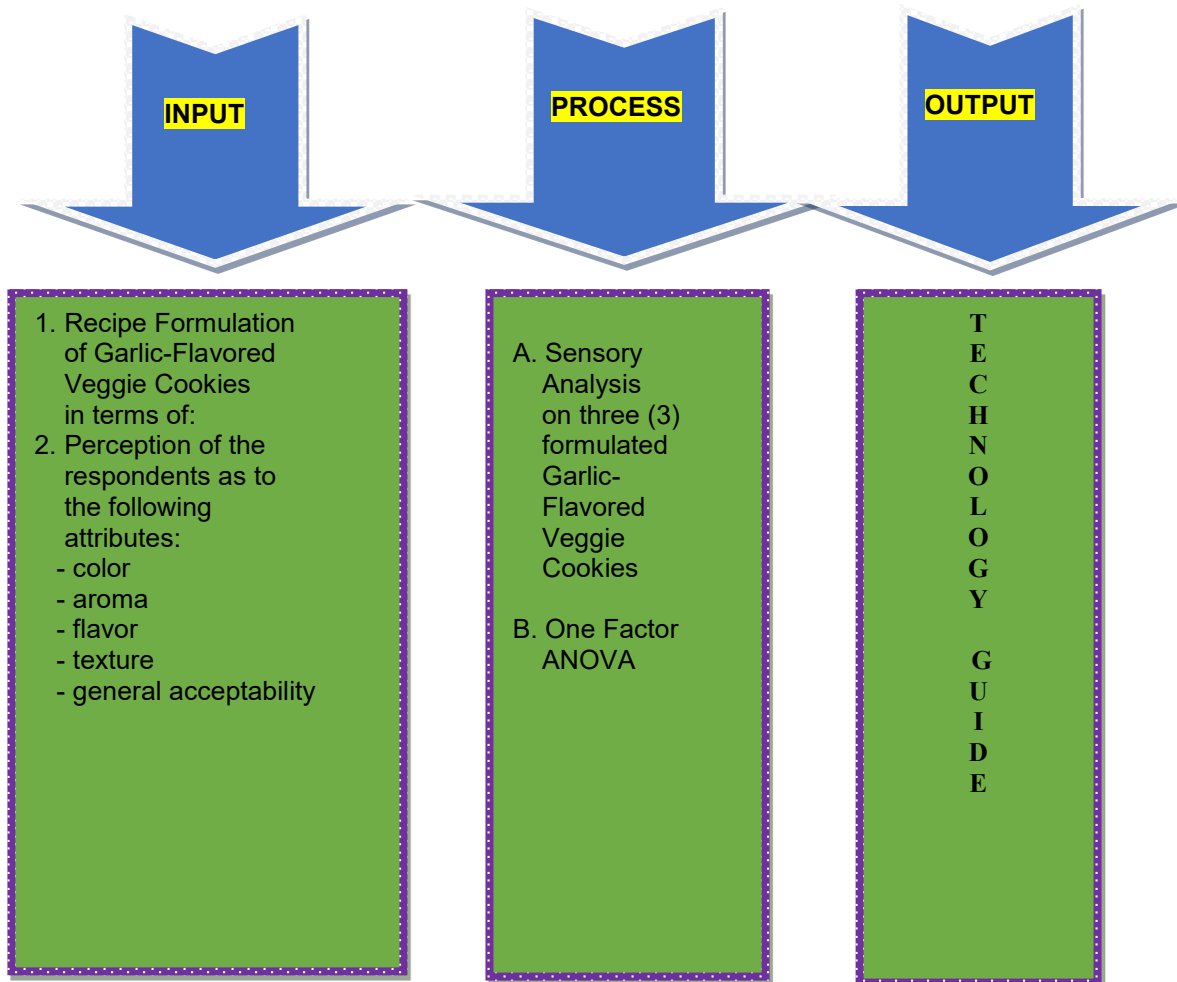 INPUT
PROCESS
OUTPUT
1. Recipe Formulation
of Garlic-Flavored
Veggie Cookies
in terms of:
2. Perception of the
respondents as to
the following
attributes:
- color
- aroma
- flavor
- texture
- general acceptability
A. Sensory
Analysis
on three (3)
formulated
Garlic-
Flavored
Veggie
Cookies
B. One Factor
ANOVA
T
E
C
H
N
O
L
O
G
Y
G
U
I
D
E